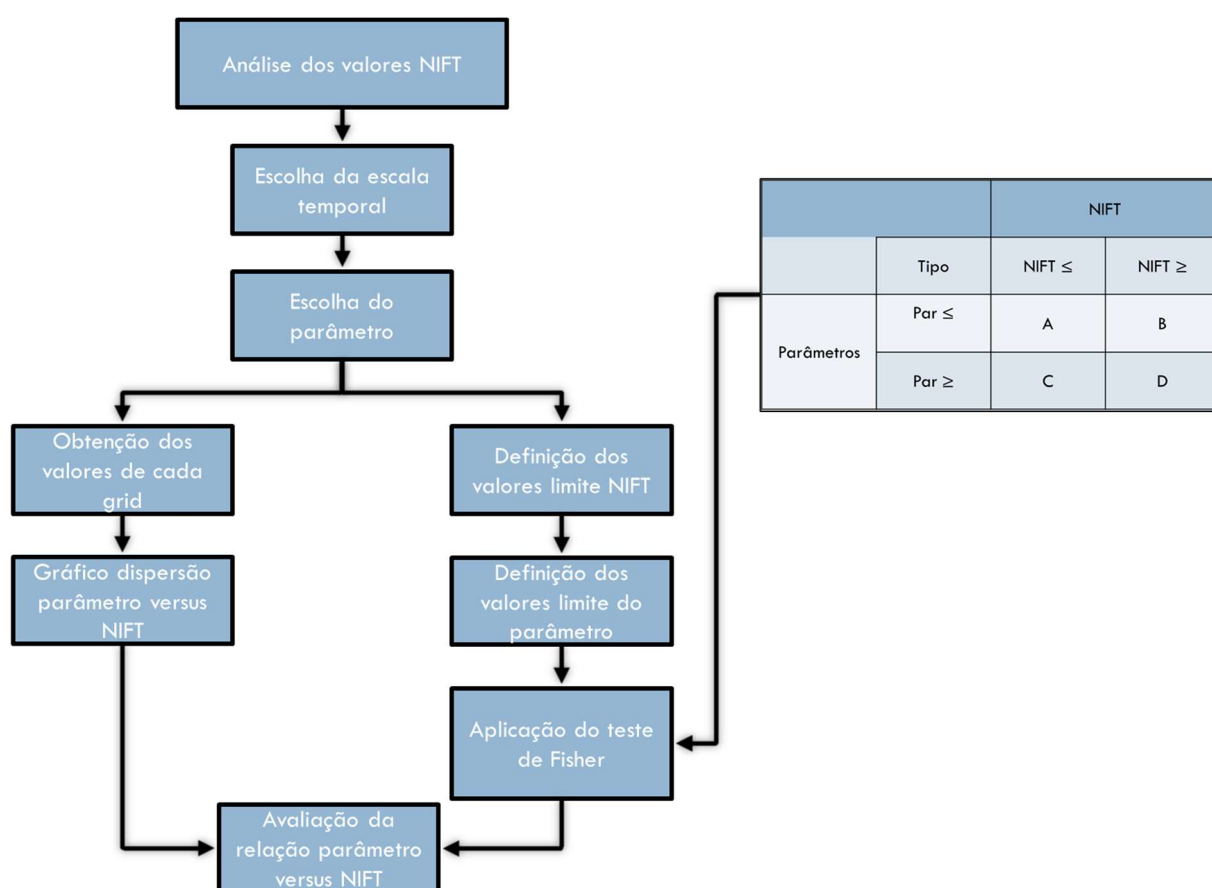 Análise dos valores NIFT
Escolha da escala
temporal
Escolha do
parâmetro
Obtenção dos
valores de cada
grid
Gráfico dispersão
parâmetro versus
NIFT
Definição dos
valores limite NIFT
Definição dos
valores limite do
parâmetro
Aplicação do teste
de Fisher
Avaliação da
relação parâmetro
versus NIFT
NIFT
Tipo
NIFT ≤
NIFT ≥
Parâmetros
Par ≤
A
B
Par ≥
C
D